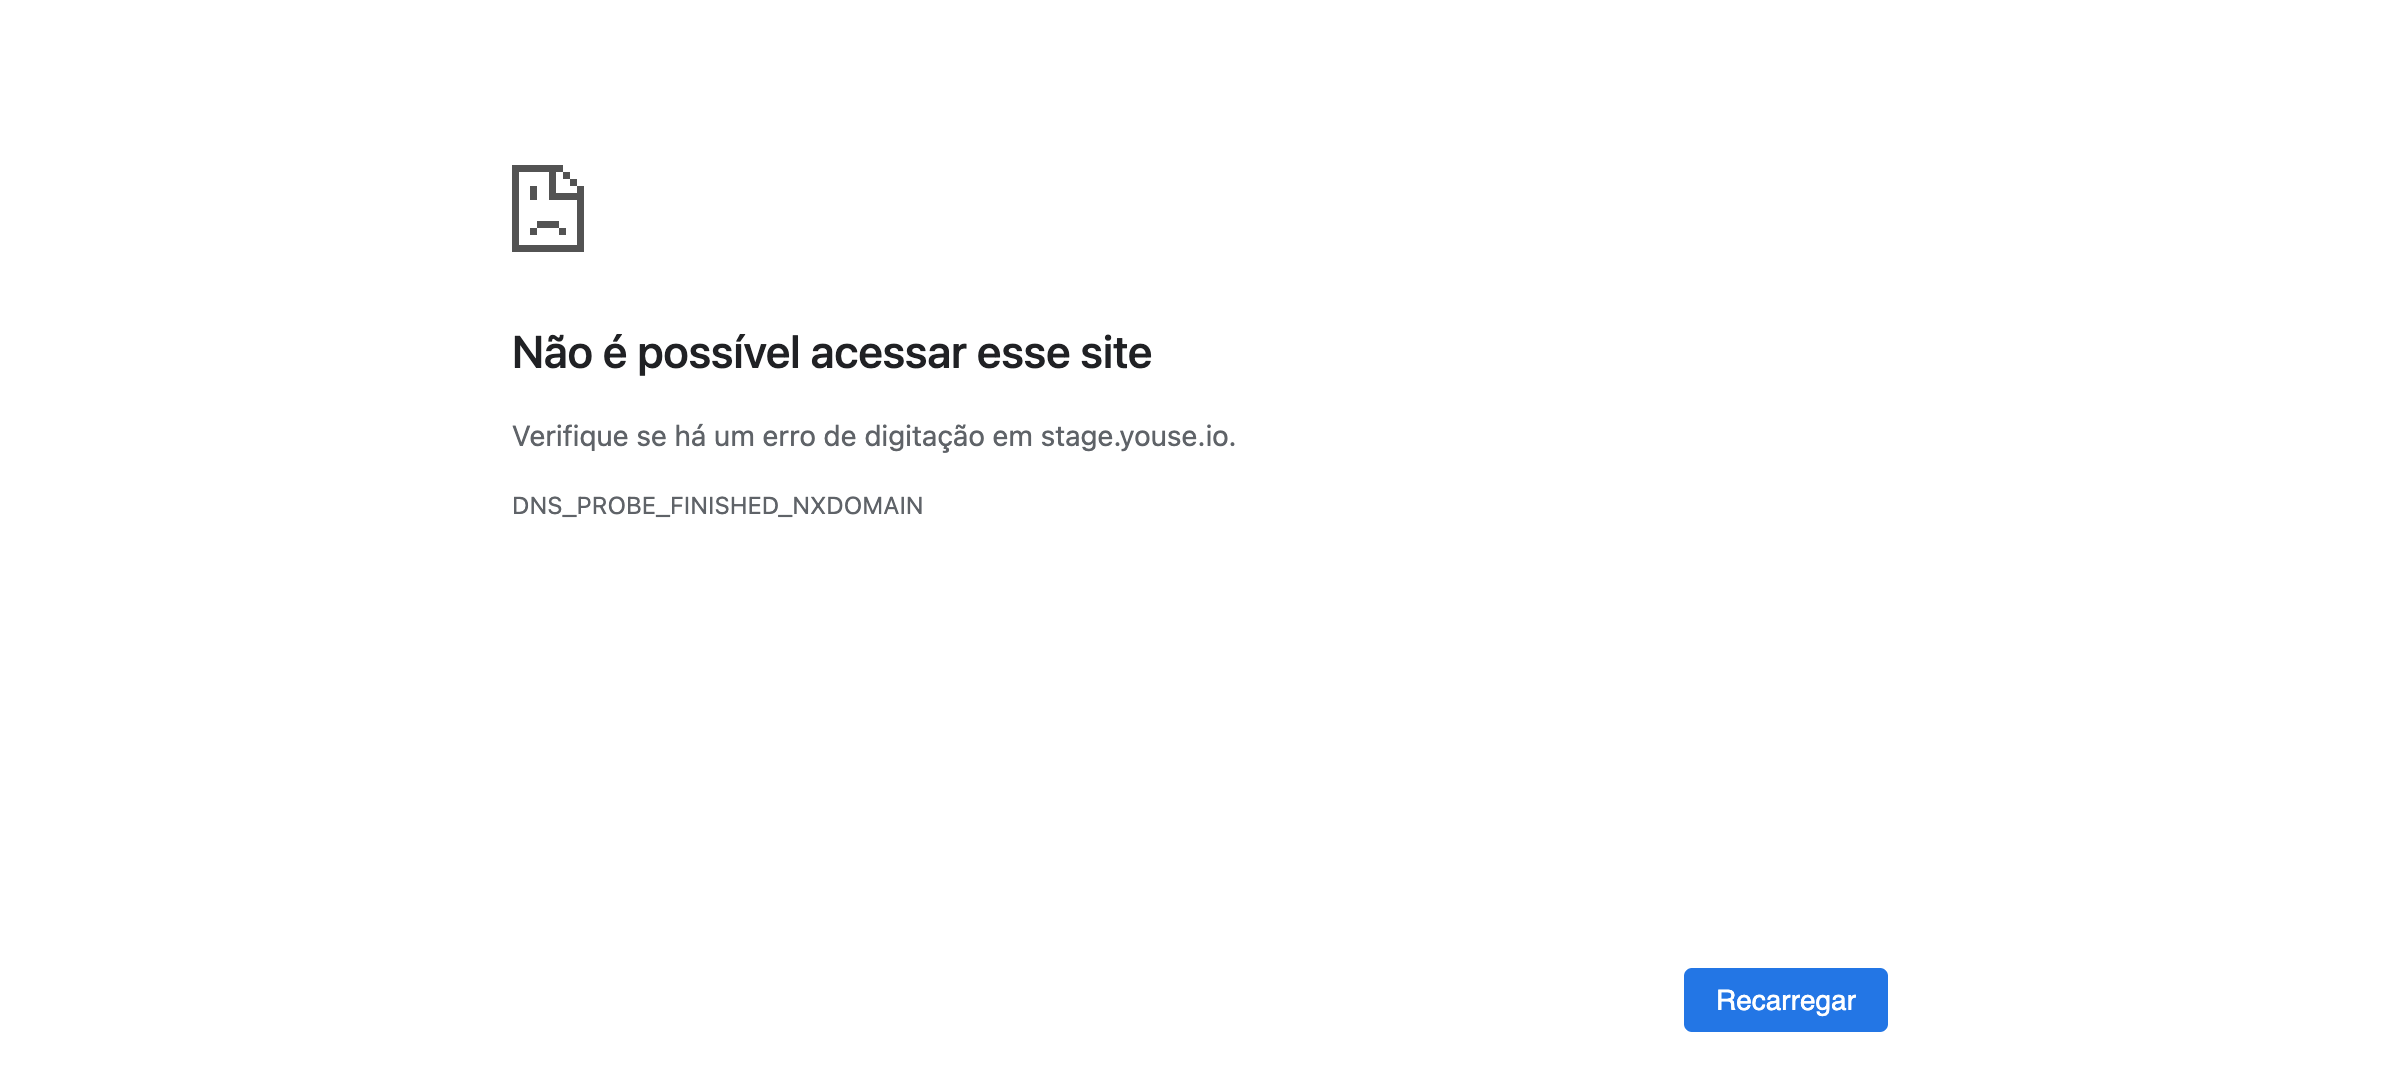 Não é possível acessar esse site
Verifique se há um erro de digitação em stage.youse.io.
DNS_PROBE_FINISHED_NXDOMAIN
Recarregar